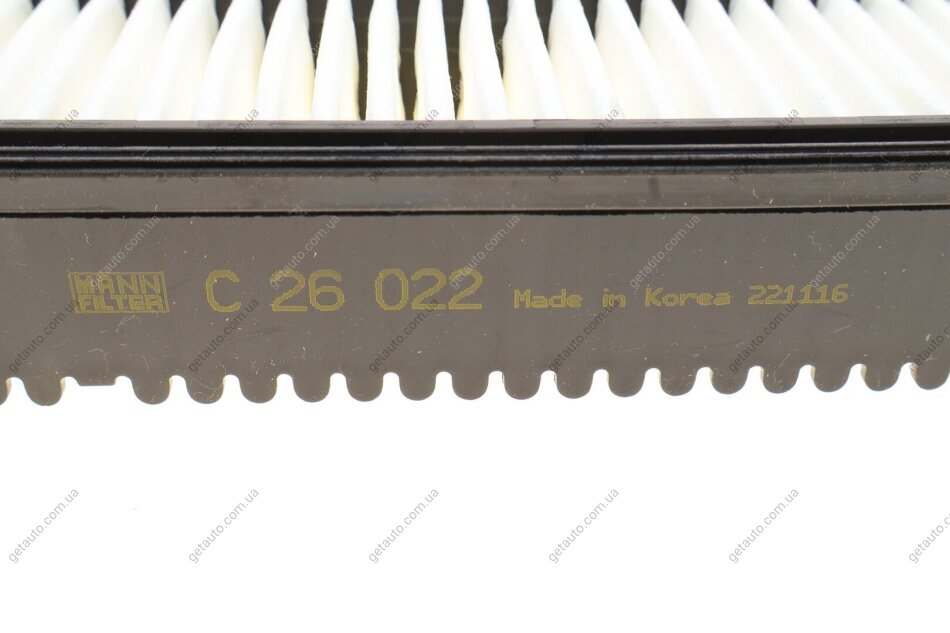 MANN
FILTER
C 26 022 Made in Korea 221116
getauto.com.ua